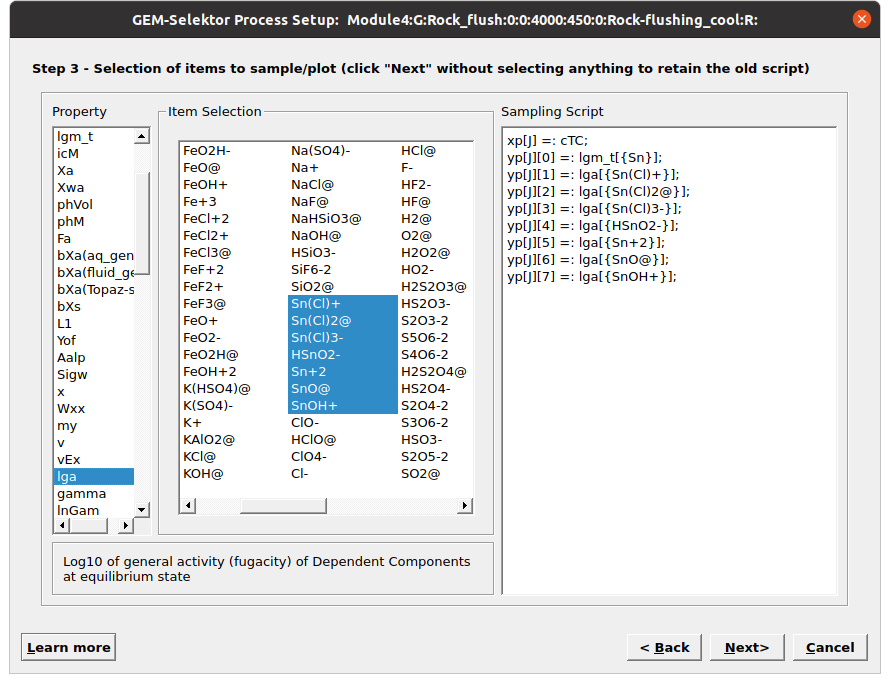 GEM-Selektor Process Setup:  Module4:G:Rock_flush:0:0:4000:450:0:Rock-flushing_cool:R:
Step 3 - Selection of items to sample/plot (click "Next" without selecting anything to retain the old script)
Property
lgm_t
icM
Xa
Xwa
phVol
phM
Fa
bXa(aq_gen
bXa(fluid_ge
bXa(Topaz-s
bXs
L1
Yof
Aalp
Sigw
x
Wxx
my
v
vEx
lga
gamma
lnGam
Item Selection
FeO2H- Na(SO4)- HCl@
FeO@ Na+ F-
FeOH+ NaCl@ HF2-
Fe+3 NaF@ HF@
FeCl+2 NaHSiO3@ H2@
FeCl2+ NaOH@ O2@
FeCl3@ HSiO3- H2O2@
FeF+2 SiF6-2 HO2-
FeF2+ SiO2@ H2S2O3@
FeF3@ Sn(Cl)+ HS2O3-
FeO+ Sn(Cl)2@ S2O3-2
FeO2- Sn(Cl)3- S5O6-2
FeO2H@ HSnO2- S4O6-2
FeOH+2 Sn+2 H2S2O4@
K(HSO4)@ SnO@ HS2O4-
K(SO4)- SnOH+ S2O4-2
K+ ClO- S3O6-2
KAlO2@ HClO@ HSO3-
KCl@ ClO4- S2O5-2
KOH@ Cl- SO2@
Sampling Script
xp[J] =: cTC;
yp[J][0] =: lgm_t[{Sn}];
yp[J][1] =: lga[{Sn(Cl)+}];
yp[J][2] =: lga[{Sn(Cl)2@}];
yp[J][3] =: lga[{Sn(Cl)3-}];
yp[J][4] =: lga[{HSnO2-}];
yp[J][5] =: lga[{Sn+2}];
yp[J][6] =: lga[{SnO@}];
yp[J][7] =: lga[{SnOH+}];
Log10 of general activity (fugacity) of Dependent Components
at equilibrium state
Learn more
< Back
Next>
Cancel